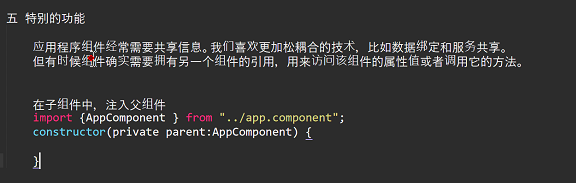 五 特别的功能
应用程序组件经常需要共享信息。我们喜欢更加松耦合的技术，比如数据绑定和服务共享。
但有时候组件确实需要拥有另一个组件的引用，用来访问该组件的属性值或者调用它的方法。
在子组件中，注入父组件
import {AppComponent } from "../app.component";
constructor(private parent:AppComponent) {
}